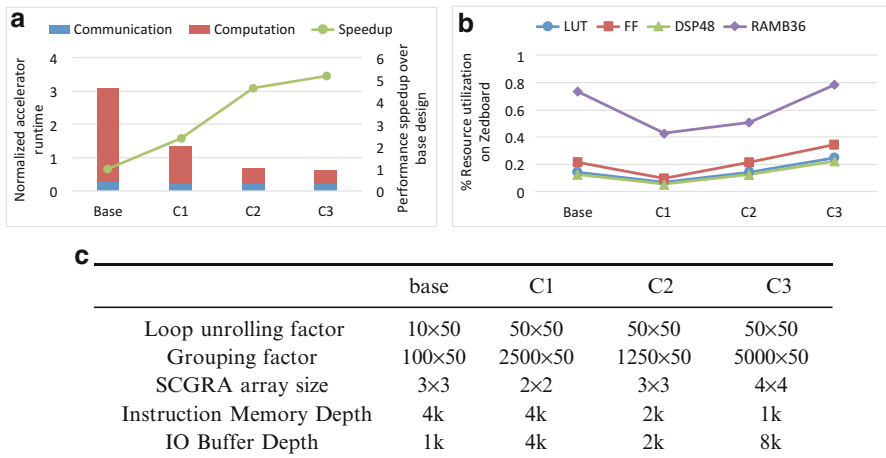 a
Communication Computation Speedup
Normalized accelerator
runtime
4
3
2
1
0
Performance sppedup over
base design
6
5
4
3
2
1
0
Base C1 C2 C3
b
LUT FF DSP48 RAMB36
% Resource utilization
on Zedboard
1
0.8
0.6
0.4
0.2
0
Base C1 C2 C3
c
base C1 C2 C3
Loop unrolling factor 10×50 50×50 50×50 50×50
Grouping factor 100×50 2500×50 1250×50 5000×50
SCGRA array size 3×3 2×2 3×3 4×4
Instruction Memory Depth 4k 4k 2k 1k
IO Buffer Depth 1k 4k 2k 8k